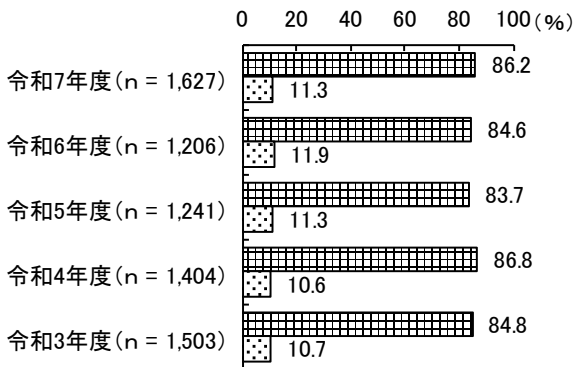 0 20 40 60 80 100(%)
令和7年度(n = 1,627) 86.2
11.3
令和6年度(n = 1,206) 84.6
11.9
令和5年度(n = 1,241) 83.7
11.3
令和4年度(n = 1,404) 86.8
10.6
令和3年度(n = 1,503) 84.8
10.7